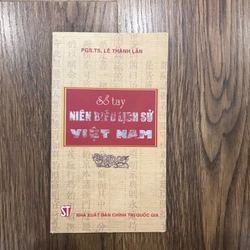 PGS.TS. LÊ THÀNH LÂN
Sổ tay
NIÊN BIỂU LỊCH SỬ
VIỆT NAM
ST
NHÀ XUẤT BẢN CHÍNH TRỊ QUỐC GIA